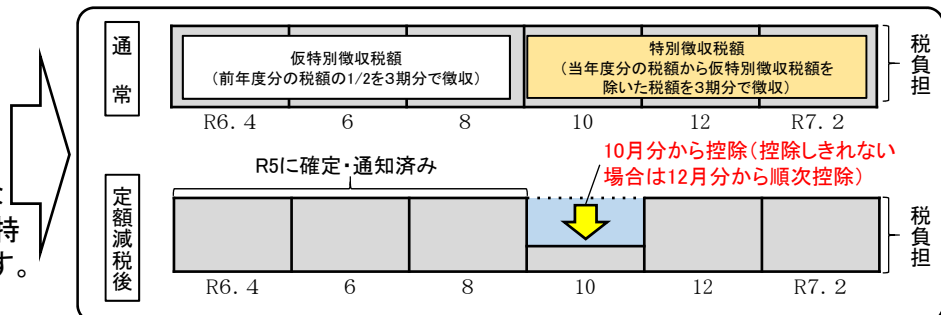 通常
仮特別徴収税額
(前年度分の税額の1/2を3期分で徴収)
特別徴収税額
(当年度分の税額から仮特別徴収税額を
除いた税額を3期分で徴収)
税負担
R6.4 6 8 10 12 R7.2
R5に確定・通知済み
10月分から控除(控除しきれない
場合は12月分から順次控除)
持
す。
定額減税後
税負担
R6.4 6 8 10 12 R7.2